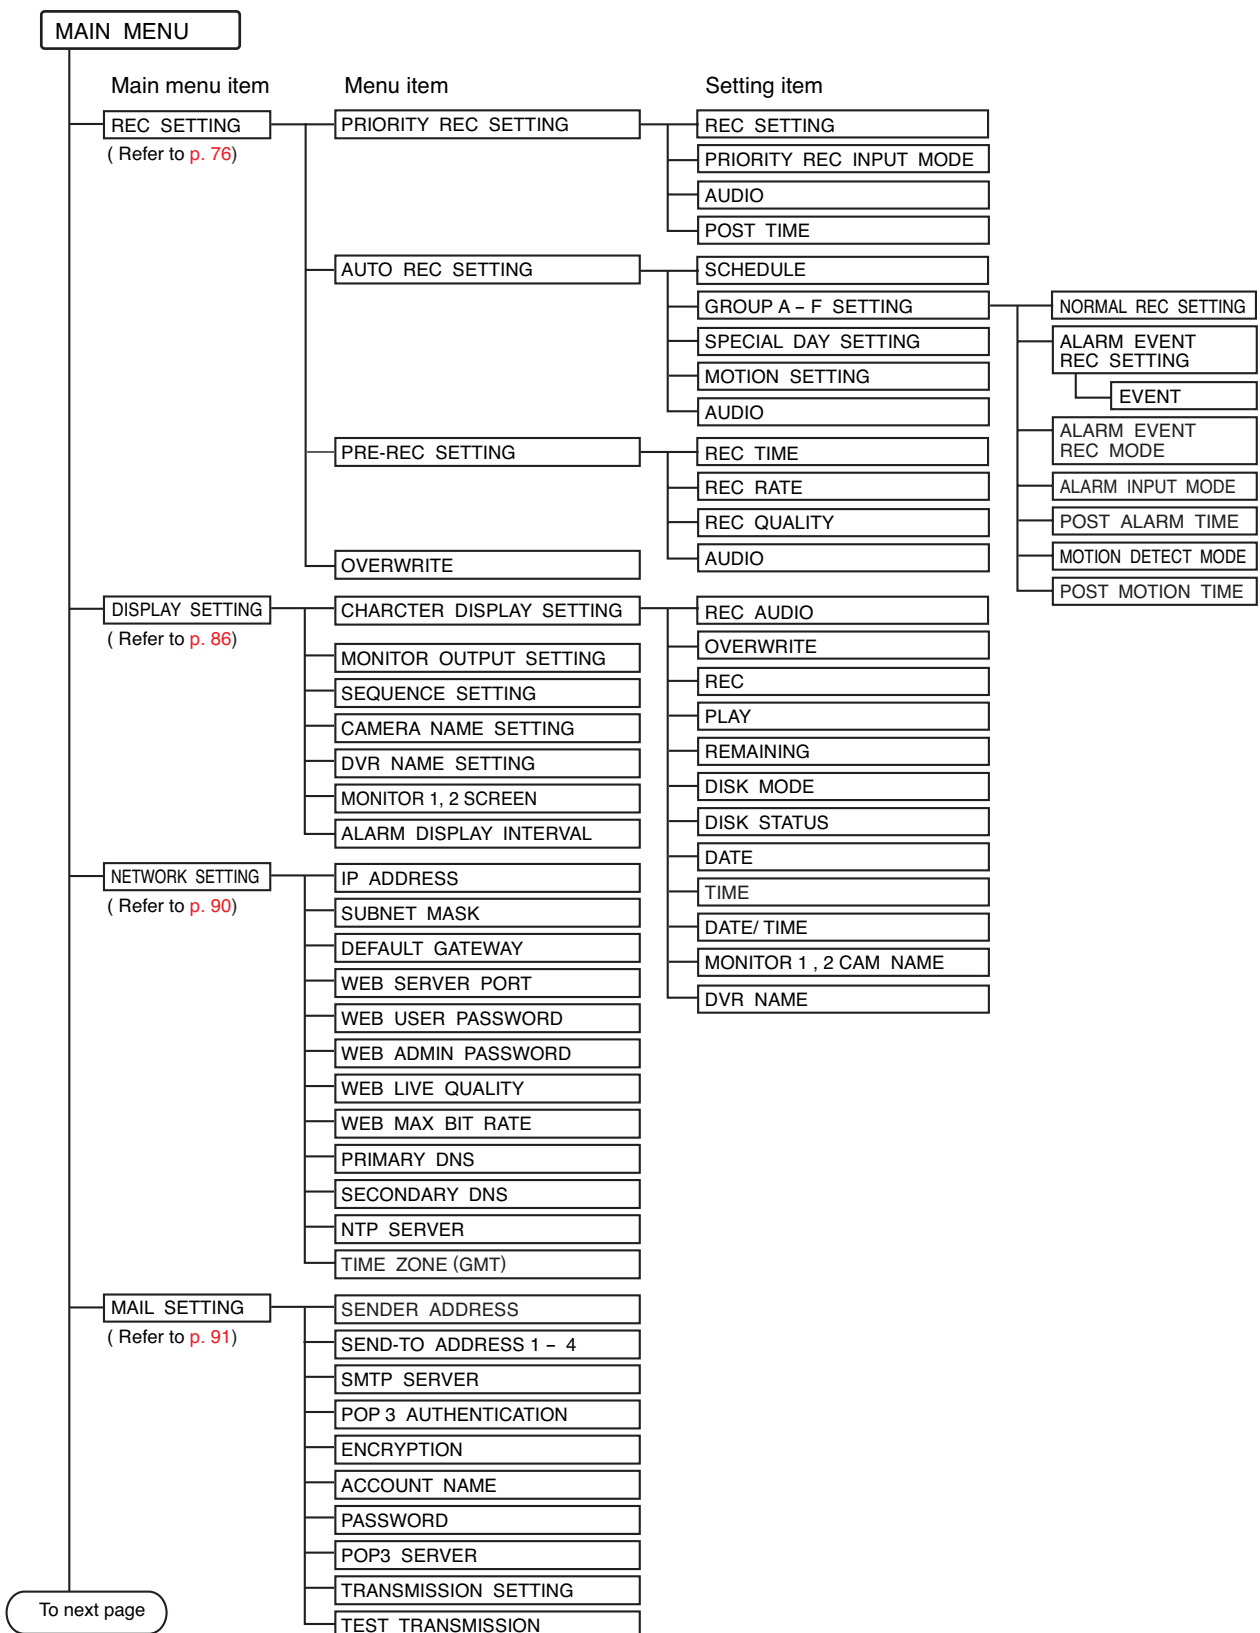 MAIN MENU
Main menu item
Menu item
Setting item
REC SETTING
( Refer to p. 76)
PRIORITY REC SETTING
REC SETTING
PRIORITY REC INPUT MODE
AUDIO
POST TIME
AUTO REC SETTING
SCHEDULE
GROUP A – F SETTING
NORMAL REC SETTING
ALARM EVENT
REC SETTING
EVENT
ALARM EVENT
REC MODE
ALARM INPUT MODE
POST ALARM TIME
MOTION DETECT MODE
POST MOTION TIME
SPECIAL DAY SETTING
MOTION SETTING
AUDIO
PRE-REC SETTING
REC TIME
REC RATE
REC QUALITY
AUDIO
OVERWRITE
DISPLAY SETTING
( Refer to p. 86)
CHARCTER DISPLAY SETTING
REC AUDIO
OVERWRITE
REC
PLAY
REMAINING
DISK MODE
DISK STATUS
DATE
TIME
DATE/ TIME
MONITOR 1 , 2 CAM NAME
DVR NAME
MONITOR OUTPUT SETTING
SEQUENCE SETTING
CAMERA NAME SETTING
DVR NAME SETTING
MONITOR 1, 2 SCREEN
ALARM DISPLAY INTERVAL
NETWORK SETTING
( Refer to p. 90)
IP ADDRESS
SUBNET MASK
DEFAULT GATEWAY
WEB SERVER PORT
WEB USER PASSWORD
WEB ADMIN PASSWORD
WEB LIVE QUALITY
WEB MAX BIT RATE
PRIMARY DNS
SECONDARY DNS
NTP SERVER
TIME ZONE (GMT)
MAIL SETTING
( Refer to p. 91)
SENDER ADDRESS
SEND-TO ADDRESS 1 – 4
SMTP SERVER
POP 3 AUTHENTICATION
ENCRYPTION
ACCOUNT NAME
PASSWORD
POP3 SERVER
TRANSMISSION SETTING
TEST TRANSMISSION
To next page